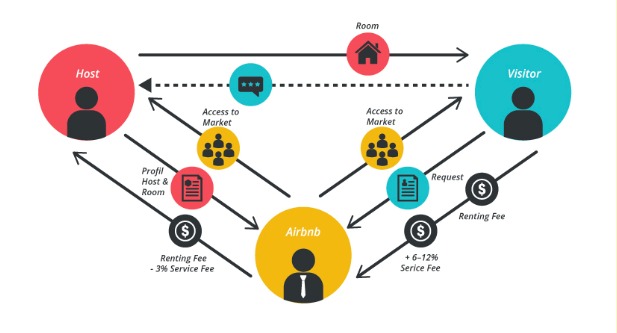 Room
Host
Visitor
Access to
Market
Access to
Market
Profil
Host &
Room
Request
Renting Fee
Airbnb
Renting Fee
- 3% Service Fee
+ 6-12%
Serice Fee